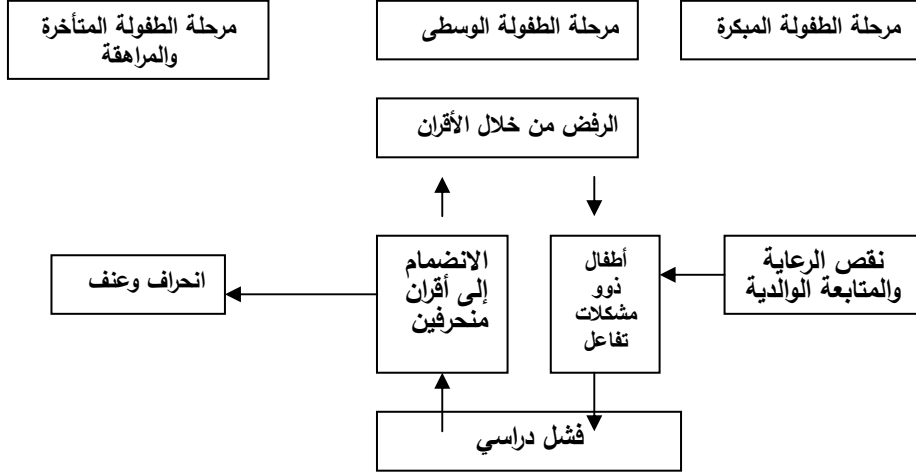 مرحلة الطفولة المبكرة
مرحلة الطفولة الوسطى
مرحلة الطفولة المتأخرة
والمراهقة
الرفض من خلال الأقران
نقص الرعاية
والمتابعة الوالدية
أطفال
ذوو
مشكلات
تفاعل
الانضمام
إلى أقران
منحرفين
انحراف وعنف
فشل دراسي